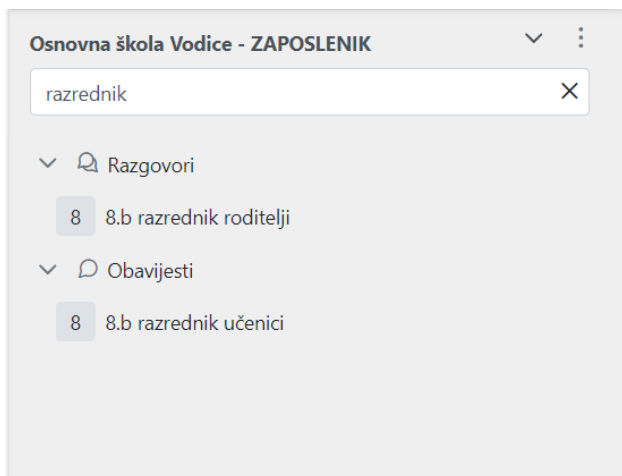 Osnovna škola Vodice - ZAPOSLENIK
razrednik
Razgovori
8 8.b razrednik roditelji
Obavijesti
8 8.b razrednik učenici